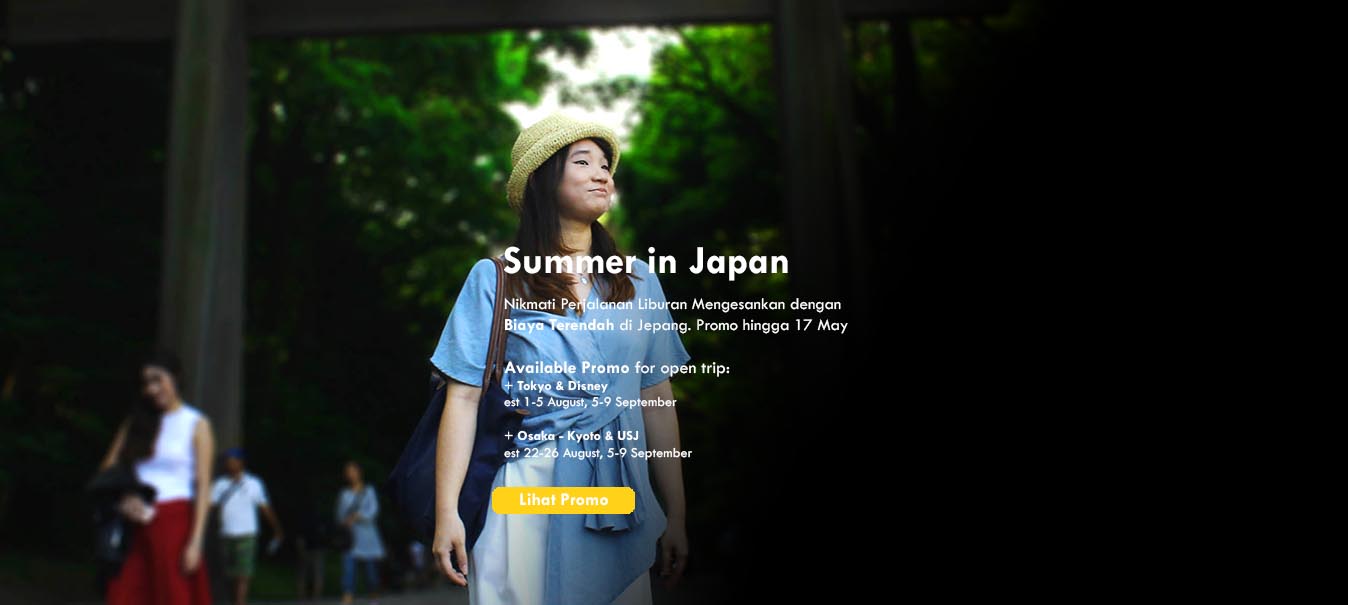 Summer in Japan
Nikmati Perjalanan Liburan Mengesankan dengan
Biaya Terendah di Jepang. Promo hingga 17 May
Available Promo for open trip:
+ Tokyo & Disney
est 1-5 August, 5-9 September
+ Osaka - Kyoto & USJ
est 22-26 August, 5-9 September
Lihat Promo